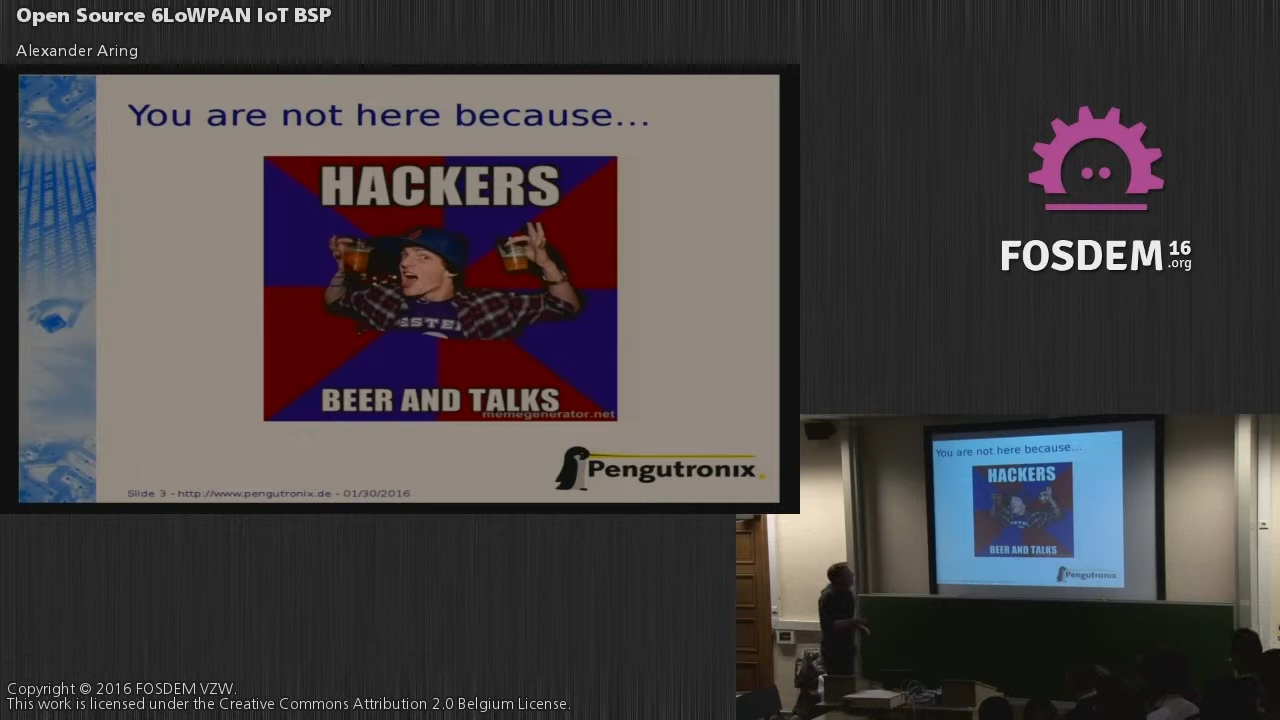 Open Source 6LoWPAN IoT BSP
Alexander Aring
You are not here because...
HACKERS
ESTE
BEER AND TALKS
memegenerator.net
Pengutronix
Slide 3 - http://www.pengutronix.de - 01/30/2016
FOSDEM 16
.org
You are not here because...
HACKERS
BEER AND TALKS
Pengutronix
Copyright © 2016 FOSDEM VZW.
This work is licensed under the Creative Commons Attribution 2.0 Belgium License.